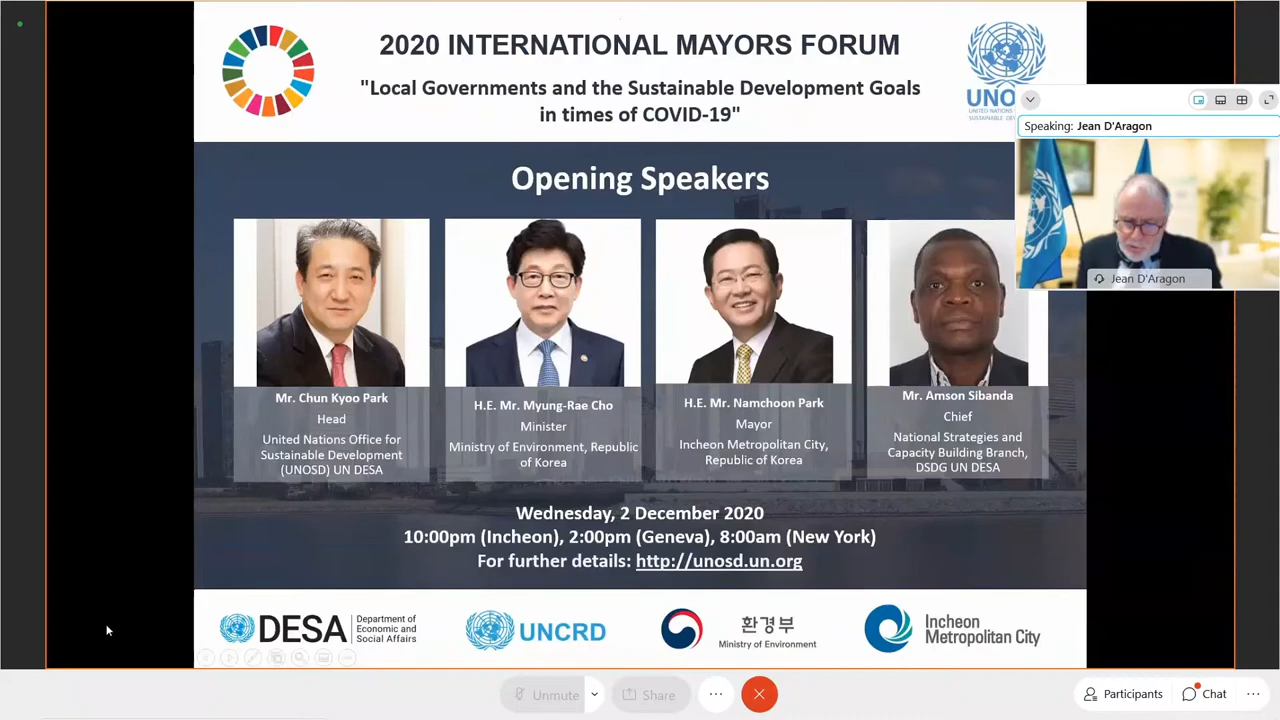 2020 INTERNATIONAL MAYORS FORUM
"Local Governments and the Sustainable Development Goals
in times of COVID-19"
UNO
UNITED NATIONS
SUSTAINABLE
Speaking: Jean D'Aragon
Jean D'Aragon
Opening Speakers
Mr. Chun Kyoo Park
Head
United Nations Office for
Sustainable Development
(UNOSD) UN DESA
H.E. Mr. Myung-Rae Cho
Minister
Ministry of Environment, Republic
of Korea
H.E. Mr. Namchoon Park
Mayor
Incheon Metropolitan City,
Republic of Korea
Mr. Amson Sibanda
Chief
National Strategies and
Capacity Building Branch,
DSDG UN DESA
Wednesday, 2 December 2020
10:00pm (Incheon), 2:00pm (Geneva), 8:00am (New York)
For further details: http://unosd.un.org
DESA
Department of
Economic and
Social Affairs
UNCRD
환경부
Ministry of Environment
Incheon
Metropolitan City
Unmute
Share
Participants
Chat